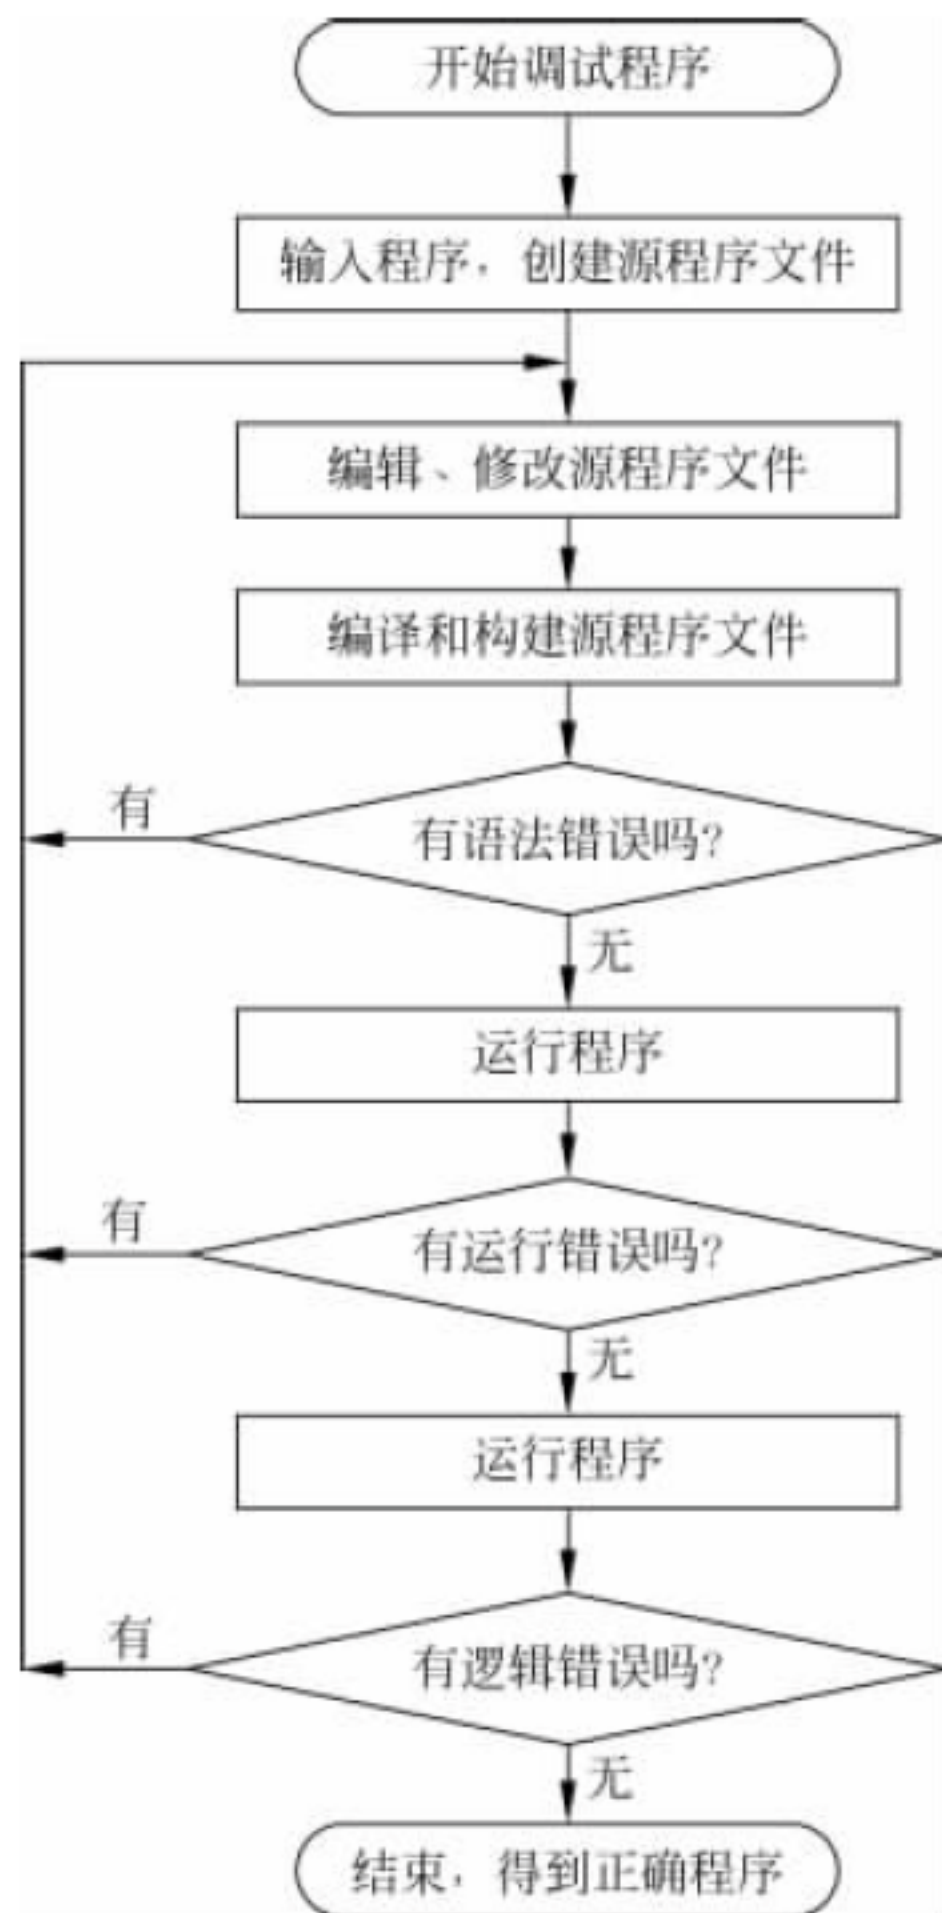 开始调试程序
输入程序，创建源程序文件
编辑、修改源程序文件
编译和构建源程序文件
有
有语法错误吗?
无
运行程序
有
有运行错误吗?
无
运行程序
有
有逻辑错误吗?
无
结束，得到正确程序